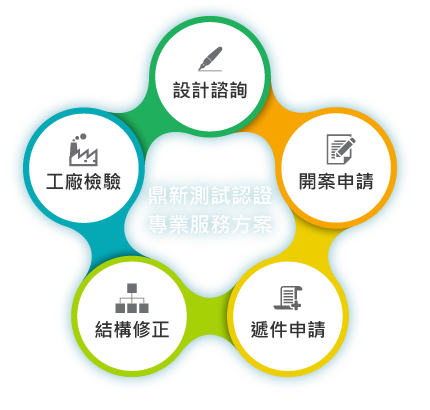 設計諮詢
開案申請
遞件申請
結構修正
工廠檢驗
鼎新測試認證
專業服務方案